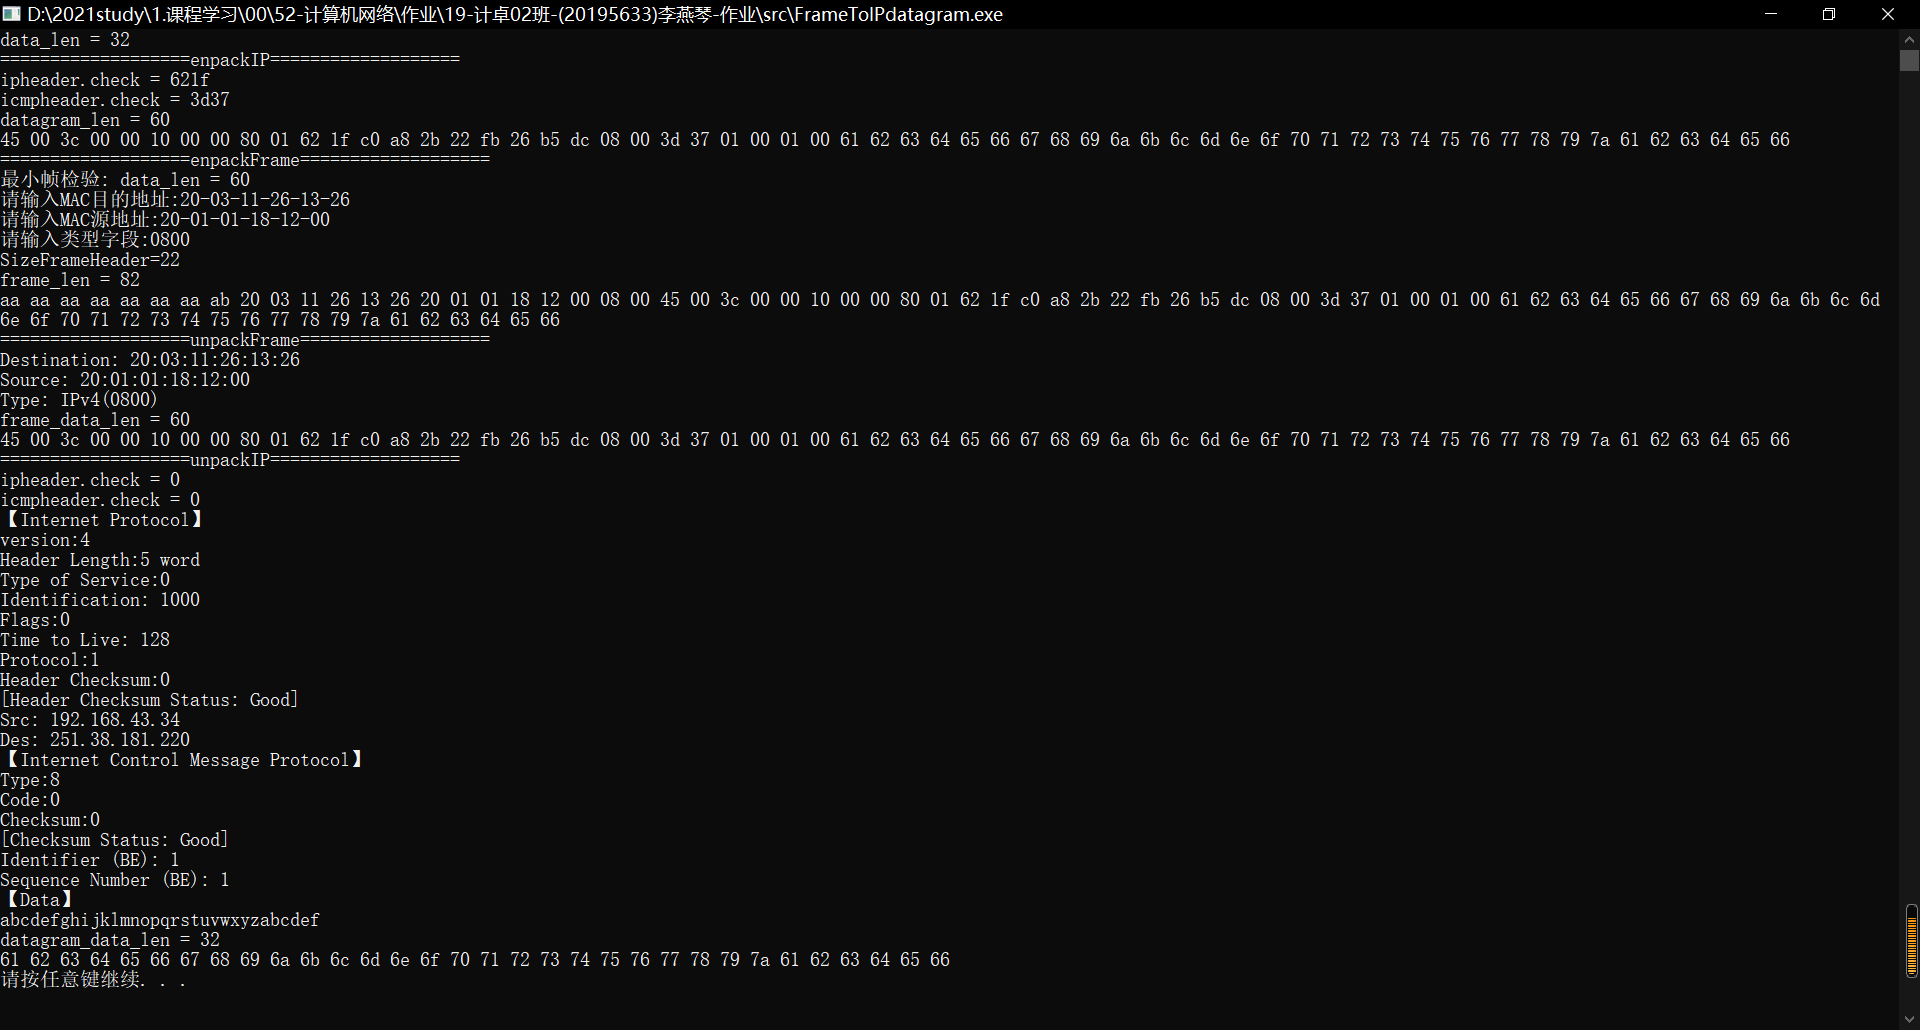 D:\2021study\1.课程学习\00\52-计算机网络\作业\19-计卓02班-(20195633)李燕琴-作业\src\FrameToIPdatagram.exe
data_len = 32
===================enpackIP===================
ipheader.check = 621f
icmpheader.check = 3d37
datagram_len = 60
45 00 3c 00 00 10 00 00 80 01 62 1f c0 a8 2b 22 fb 26 b5 dc 08 00 3d 37 01 00 01 00 61 62 63 64 65 66 67 68 69 6a 6b 6c 6d 6e 6f 70 71 72 73 74 75 76 77 78 79 7a 61 62 63 64 65 66
===================enpackFrame===================
最小帧检验: data_len = 60
请输入MAC目的地址:20-03-11-26-13-26
请输入MAC源地址:20-01-01-18-12-00
请输入类型字段:0800
SizeFrameHeader=22
frame_len = 82
aa aa aa aa aa aa aa ab 20 03 11 26 13 26 20 01 01 18 12 00 08 00 45 00 3c 00 00 10 00 00 80 01 62 1f c0 a8 2b 22 fb 26 b5 dc 08 00 3d 37 01 00 01 00 61 62 63 64 65 66 67 68 69 6a 6b 6c 6d
6e 6f 70 71 72 73 74 75 76 77 78 79 7a 61 62 63 64 65 66
===================unpackFrame===================
Destination: 20:03:11:26:13:26
Source: 20:01:01:18:12:00
Type: IPv4(0800)
frame_data_len = 60
45 00 3c 00 00 10 00 00 80 01 62 1f c0 a8 2b 22 fb 26 b5 dc 08 00 3d 37 01 00 01 00 61 62 63 64 65 66 67 68 69 6a 6b 6c 6d 6e 6f 70 71 72 73 74 75 76 77 78 79 7a 61 62 63 64 65 66
===================unpackIP===================
ipheader.check = 0
icmpheader.check = 0
【Internet Protocol】
version:4
Header Length:5 word
Type of Service:0
Identification: 1000
Flags:0
Time to Live: 128
Protocol:1
Header Checksum:0
[Header Checksum Status: Good]
Src: 192.168.43.34
Des: 251.38.181.220
【Internet Control Message Protocol】
Type:8
Code:0
Checksum:0
[Checksum Status: Good]
Identifier (BE): 1
Sequence Number (BE): 1
【Data】
abcdefghijklmnopqrstuvwxyzabcdef
datagram_data_len = 32
61 62 63 64 65 66 67 68 69 6a 6b 6c 6d 6e 6f 70 71 72 73 74 75 76 77 78 79 7a 61 62 63 64 65 66
请按任意键继续. . .